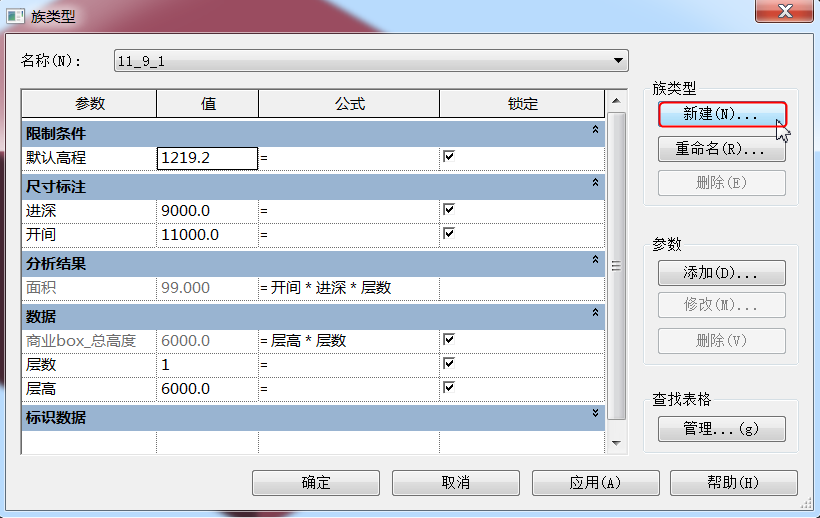 族类型
名称(N):
11_9_1
参数 值 公式 锁定
限制条件
默认高程 1219.2 =
尺寸标注
进深 9000.0 =
开间 11000.0 =
分析结果
面积 99.000 = 开间 * 进深 * 层数
数据
商业box_总高度 6000.0 = 层高 * 层数
层数 1 =
层高 6000.0 =
标识数据
族类型
新建(N)...
重命名(R)...
删除(E)
参数
添加(D)...
修改(M)...
删除(V)
查找表格
管理...(g)
确定 取消 应用(A) 帮助(H)